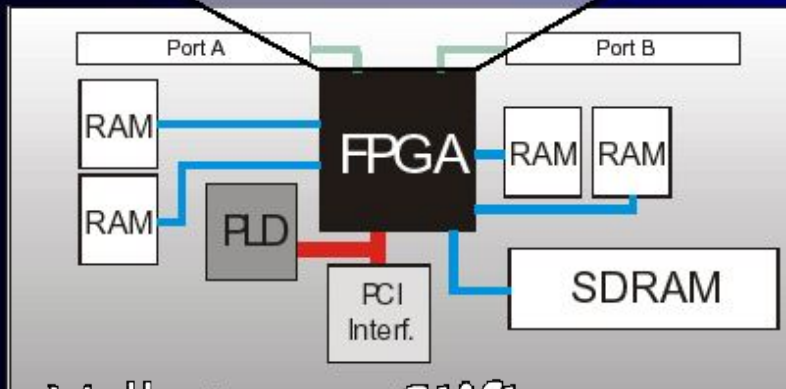 Port A
Port B
RAM
FPGA
RAM
RAM
RAM
PLD
PCI
Interf.
SDRAM